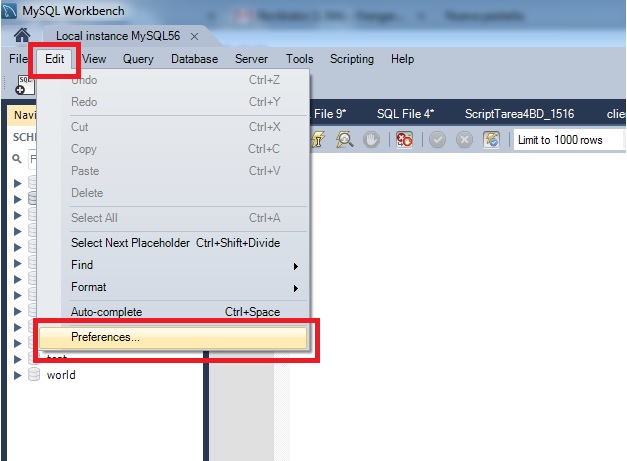 MySQL Workbench
Local instance MySQL56 ×
File Edit View Query Database Server Tools Scripting Help
Undo Ctrl+Z
Redo Ctrl+Y
Cut Ctrl+X
Copy Ctrl+C
Paste Ctrl+V
Delete
Select All Ctrl+A
Select Next Placeholder Ctrl+Shift+Divide
Find
Format
Auto-complete Ctrl+Space
Preferences...
SQL
Navi
SCHE
F
test
world
File 9* SQL File 4* ScriptTarea4BD_1516 clie
Limit to 1000 rows